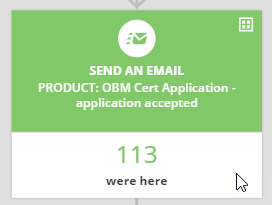 SEND AN EMAIL
PRODUCT: OBM Cert Application -
application accepted
113
were here